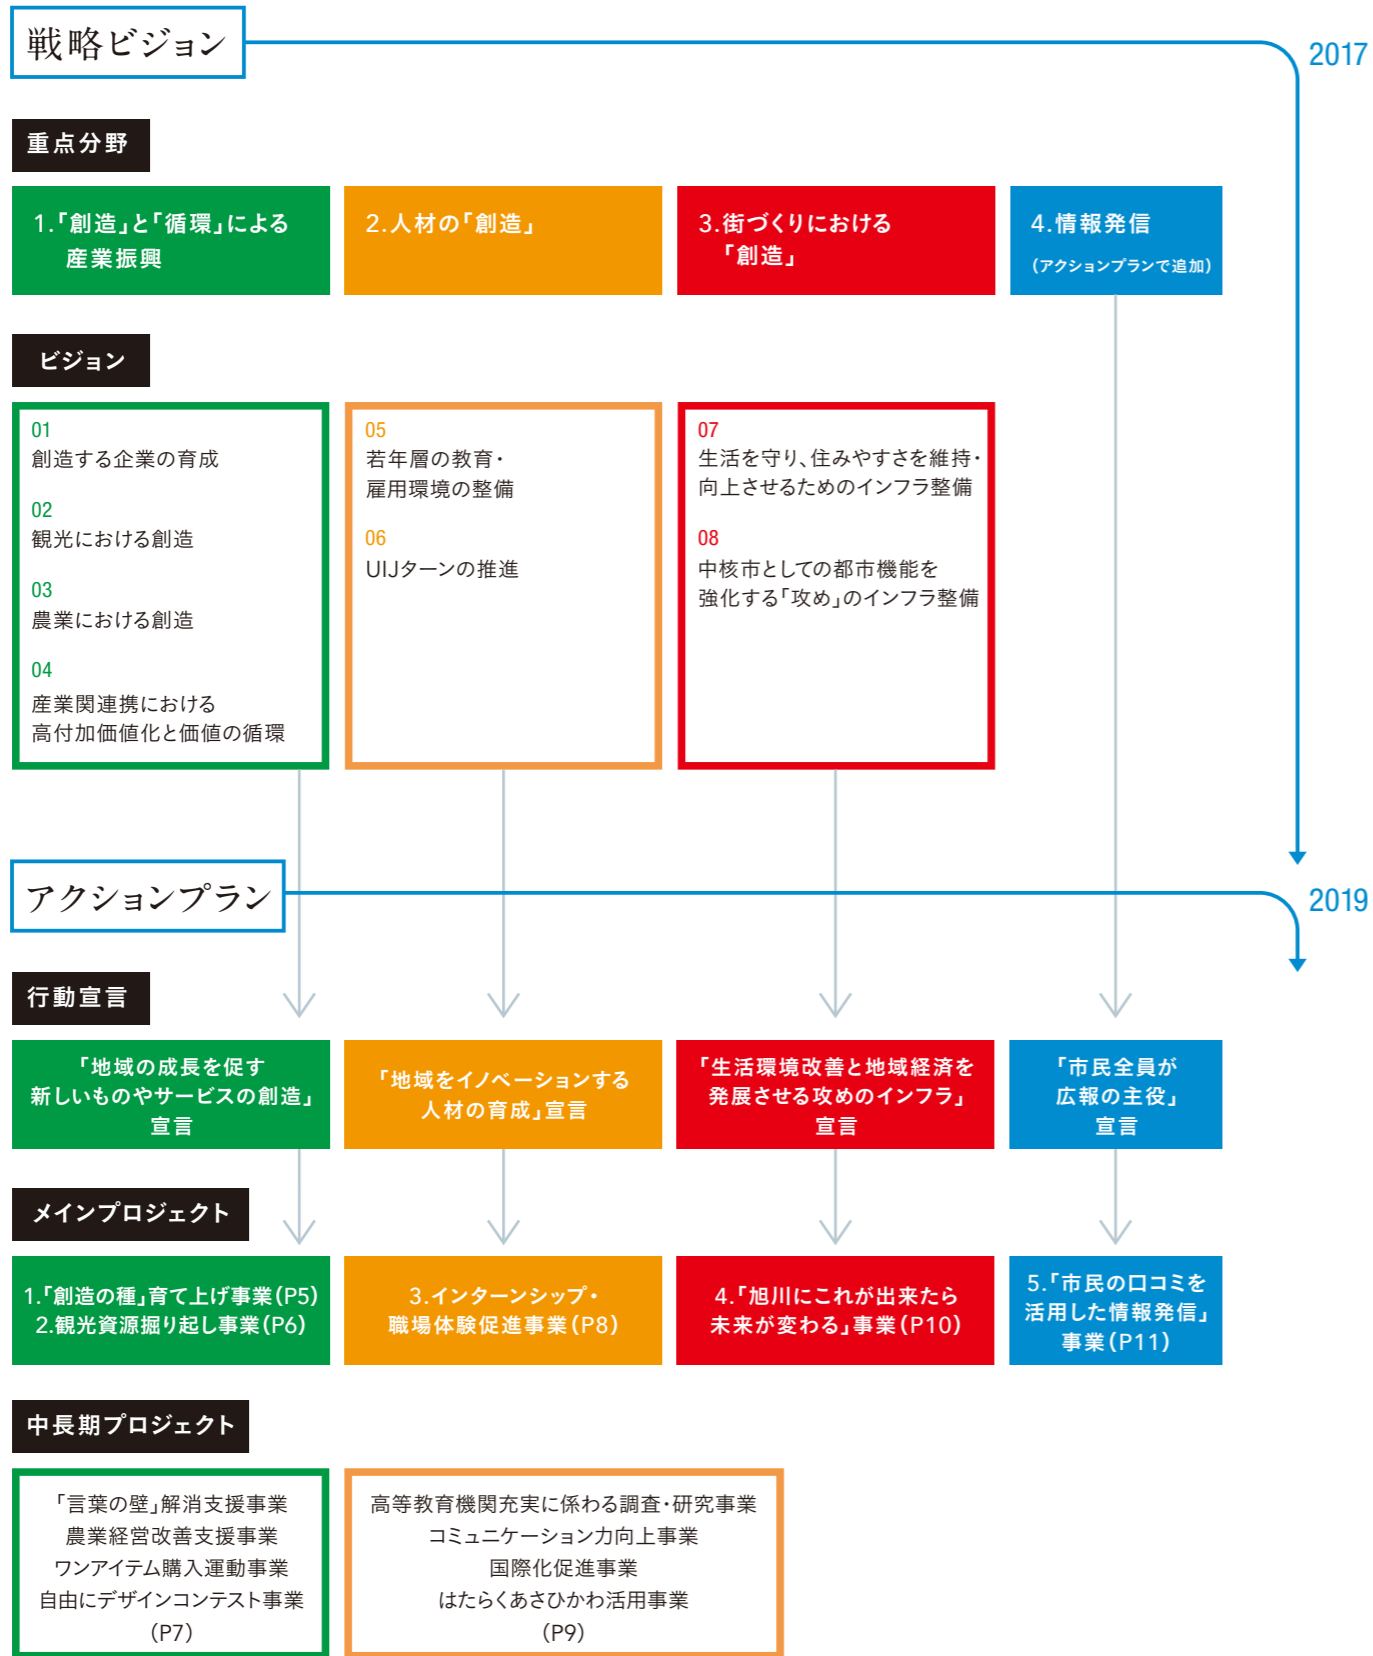 戦略ビジョン
2017
重点分野
1.「創造」と「循環」による
産業振興
2.人材の「創造」
3.街づくりにおける
「創造」
4.情報発信
(アクションプランで追加)
ビジョン
01
創造する企業の育成
02
観光における創造
03
農業における創造
04
産業関連携における
高付加価値化と価値の循環
05
若年層の教育・
雇用環境の整備
06
UIJターンの推進
07
生活を守り、住みやすさを維持・
向上させるためのインフラ整備
08
中核市としての都市機能を
強化する「攻め」のインフラ整備
アクションプラン
2019
行動宣言
「地域の成長を促す
新しいものやサービスの創造」
宣言
「地域をイノベーションする
人材の育成」宣言
「生活環境改善と地域経済を
発展させる攻めのインフラ」
宣言
「市民全員が
広報の主役」
宣言
メインプロジェクト
1.「創造の種」育て上げ事業(P5)
2.観光資源掘り起し事業(P6)
3.インターンシップ・
職場体験促進事業(P8)
4.「旭川にこれが出来たら
未来が変わる」事業(P10)
5.「市民の口コミを
活用した情報発信」
事業(P11)
中長期プロジェクト
「言葉の壁」解消支援事業
農業経営改善支援事業
ワンアイテム購入運動事業
自由にデザインコンテスト事業
(P7)
高等教育機関充実に係わる調査・研究事業
コミュニケーション力向上事業
国際化促進事業
はたらくあさひかわ活用事業
(P9)